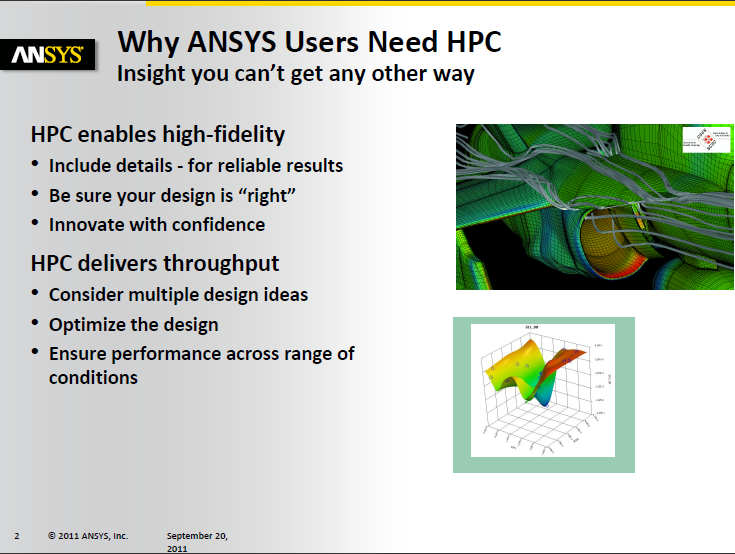 ANSYS
Why ANSYS Users Need HPC
Insight you can’t get any other way
HPC enables high-fidelity
• Include details - for reliable results
• Be sure your design is “right”
• Innovate with confidence
HPC delivers throughput
• Consider multiple design ideas
• Optimize the design
• Ensure performance across range of
conditions
2 © 2011 ANSYS, Inc. September 20,
2011